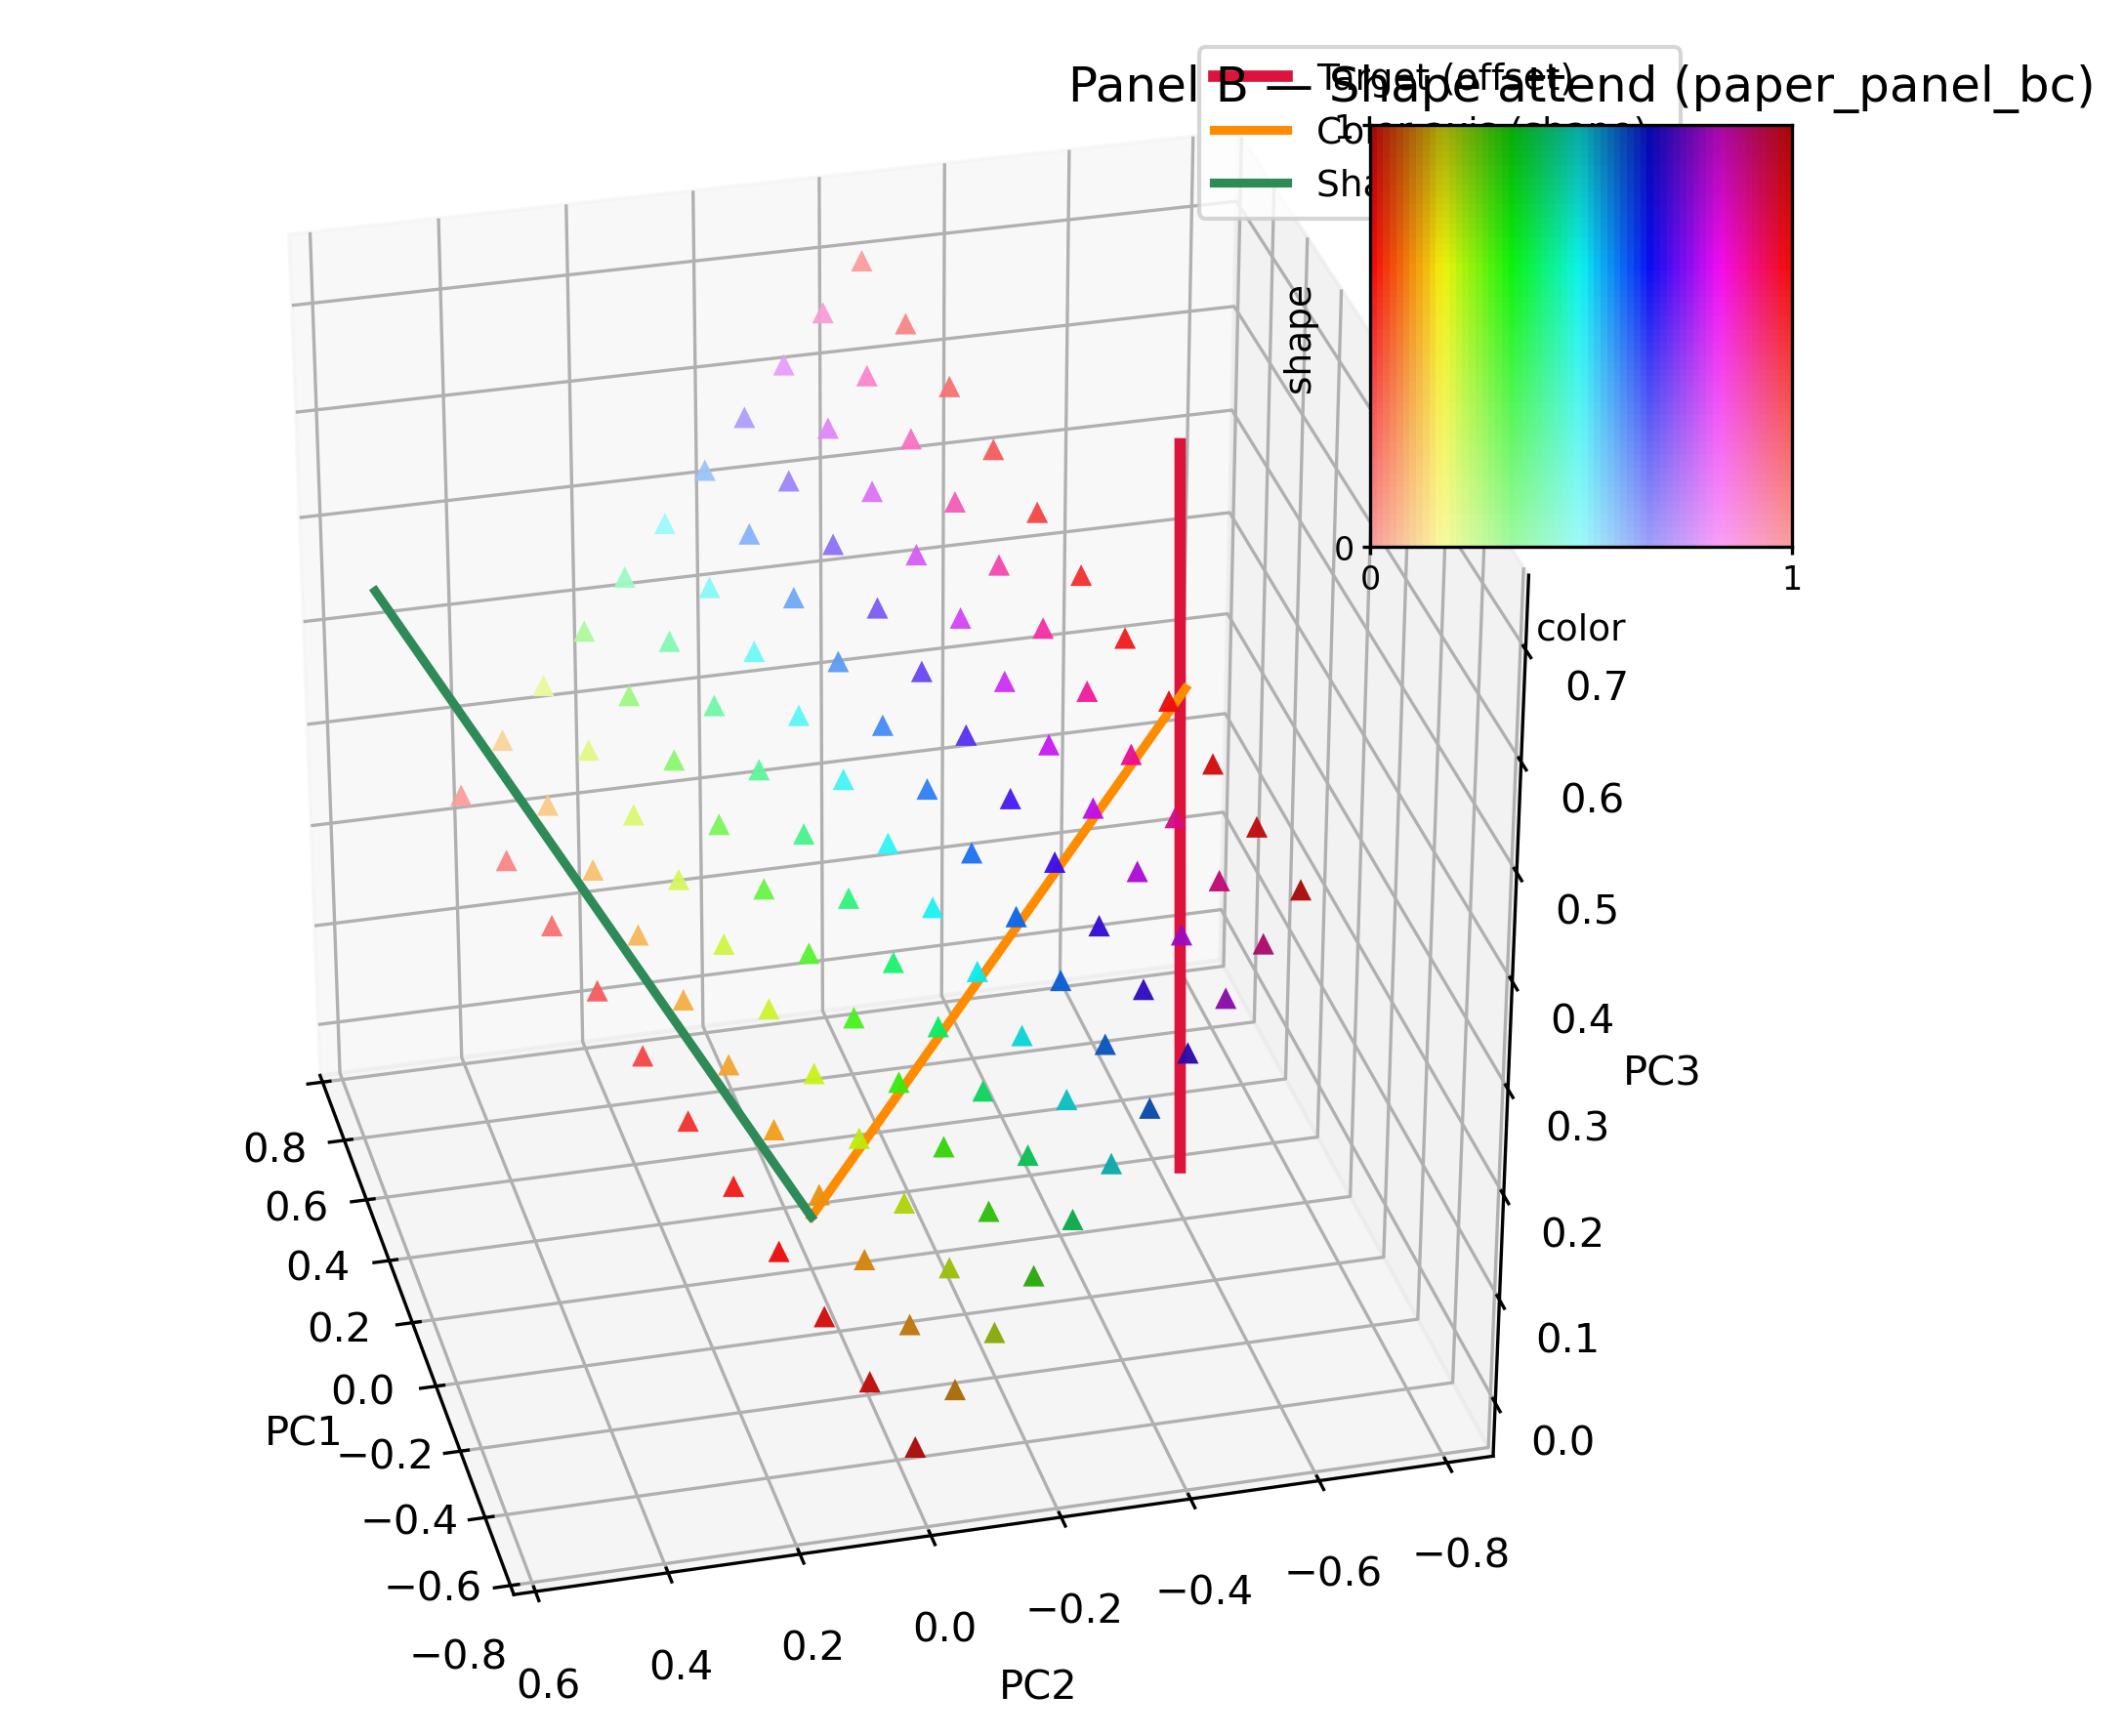 Panel B — Shape attend (paper_panel_bc)
Target (offset)
Color axis (shape)
Sha
1
shape
0
0 1
color
0.7
0.6
0.5
0.4
PC3
0.3
0.2
0.1
0.0
0.8
0.6
0.4
0.2
0.0
PC1
−0.2
−0.4
−0.6
−0.8
0.6 0.4 0.2 0.0 −0.2 −0.4 −0.6 −0.8
PC2